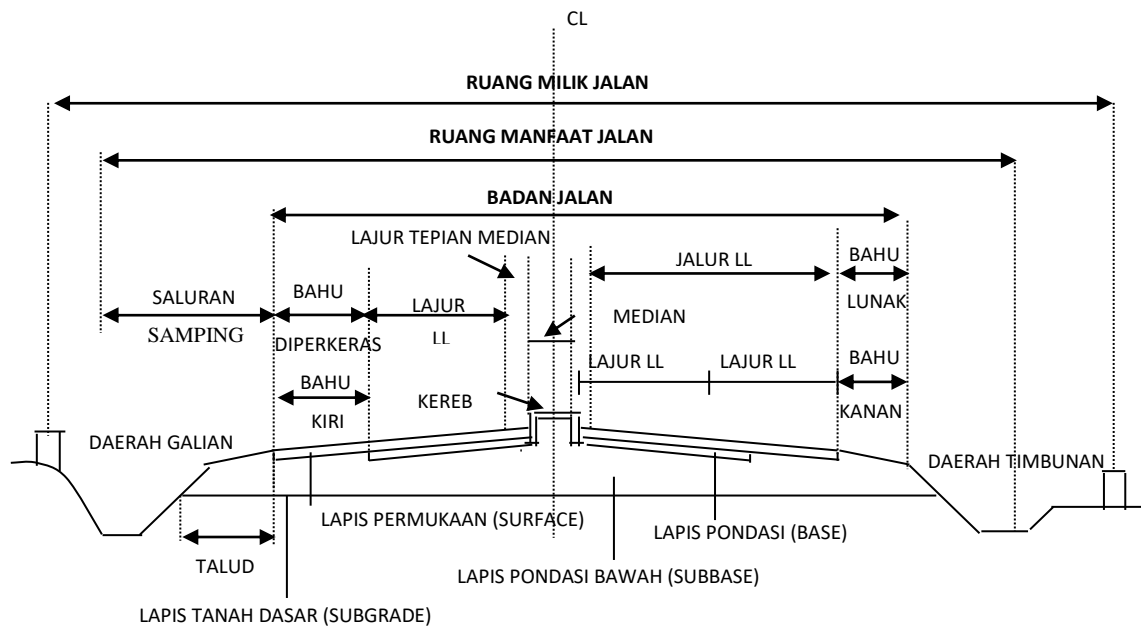 CL
RUANG MILIK JALAN
RUANG MANFAAT JALAN
BADAN JALAN
LAJUR TEPIAN MEDIAN
JALUR LL
BAHU
LUNAK
SALURAN
SAMPING
BAHU
DIPERKERAS
LAJUR
LL
MEDIAN
LAJUR LL
LAJUR LL
BAHU
KANAN
BAHU
KIRI
KEREB
DAERAH GALIAN
DAERAH TIMBUNAN
LAPIS PERMUKAAN (SURFACE)
LAPIS PONDASI (BASE)
TALUD
LAPIS PONDASI BAWAH (SUBBASE)
LAPIS TANAH DASAR (SUBGRADE)